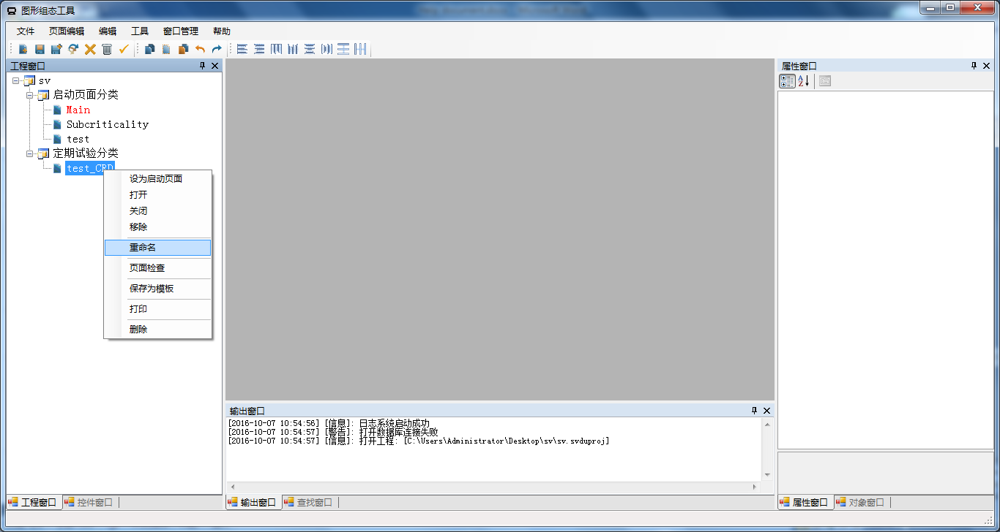 图形组态工具
文件 页面编辑 编辑 工具 窗口管理 帮助
工程窗口
sv
启动页面分类
Main
Subcriticality
test
定期试验分类
test_CRD
设为启动页面
打开
关闭
移除
重命名
页面检查
保存为模板
打印
删除
工程窗口 控件窗口
输出窗口
[2016-10-07 10:54:56] [信息]: 日志系统启动成功
[2016-10-07 10:54:57] [警告]: 打开数据库连接失败
[2016-10-07 10:54:57] [信息]: 打开工程: [C:\Users\Administrator\Desktop\sv\sv.svduproj]
输出窗口 查找窗口
属性窗口
属性窗口 对象窗口